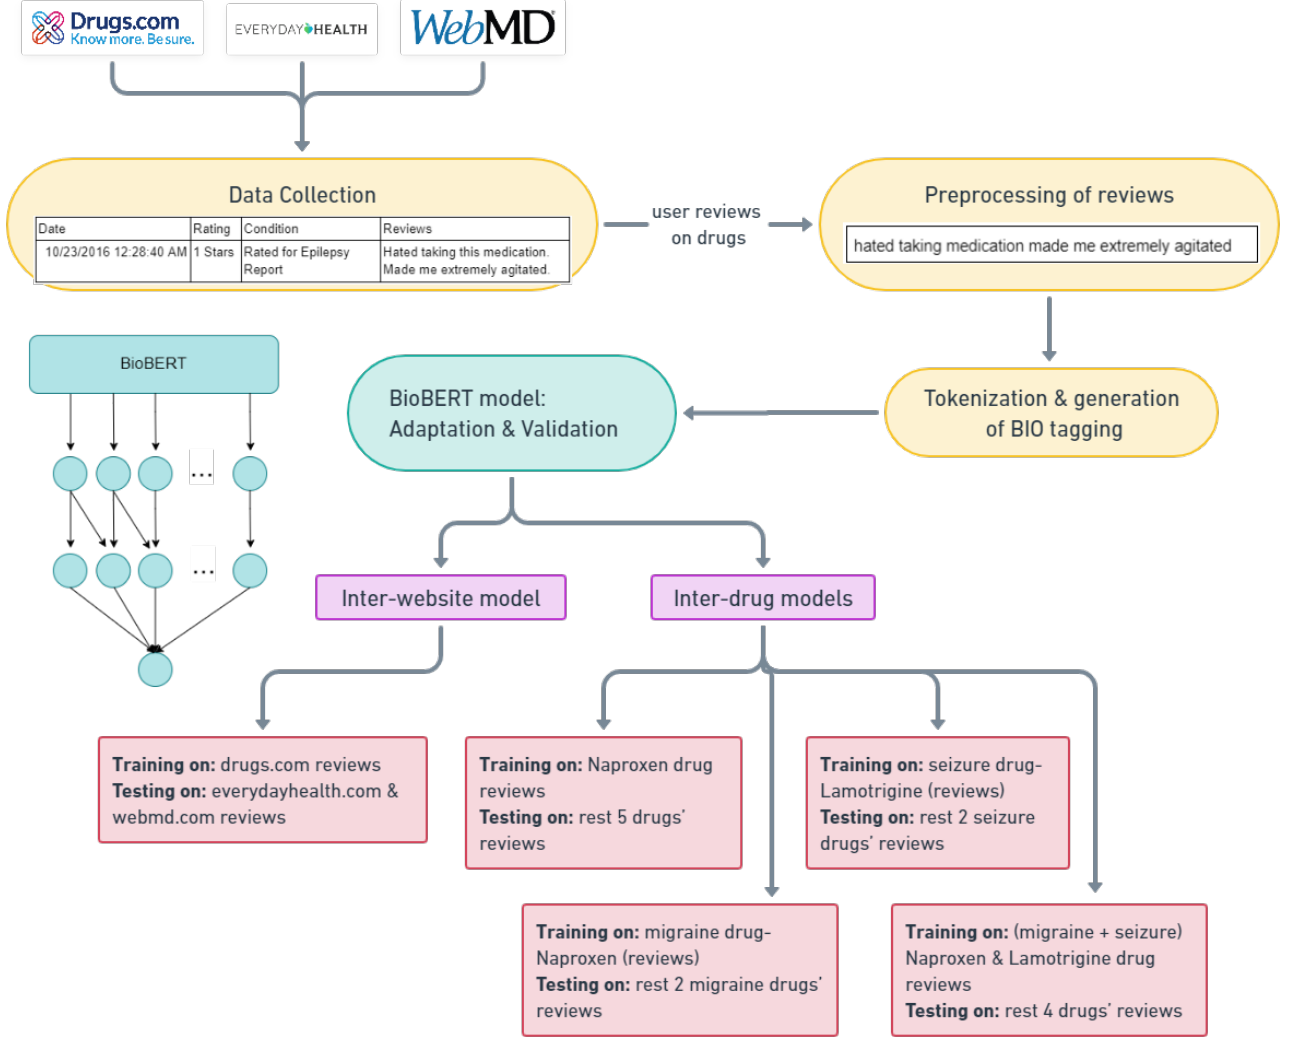 Drugs.com
Know more. Be sure.
EVERYDAY HEALTH
WebMD
Data Collection
Date Rating Condition Reviews
10/23/2016 12:28:40 AM 1 Stars Rated for Epilepsy Hated taking this medication.
Report Made me extremely agitated.
user reviews
on drugs
Preprocessing of reviews
hated taking medication made me extremely agitated
BioBERT
...
...
BioBERT model:
Adaptation & Validation
Tokenization & generation
of BIO tagging
Inter-website model
Inter-drug models
Training on: drugs.com reviews
Testing on: everydayhealth.com &
webmd.com reviews
Training on: Naproxen drug
reviews
Testing on: rest 5 drugs’
reviews
Training on: seizure drug-
Lamotrigine (reviews)
Testing on: rest 2 seizure
drugs’ reviews
Training on: migraine drug-
Naproxen (reviews)
Testing on: rest 2 migraine drugs’
reviews
Training on: (migraine + seizure)
Naproxen & Lamotrigine drug
reviews
Testing on: rest 4 drugs’ reviews